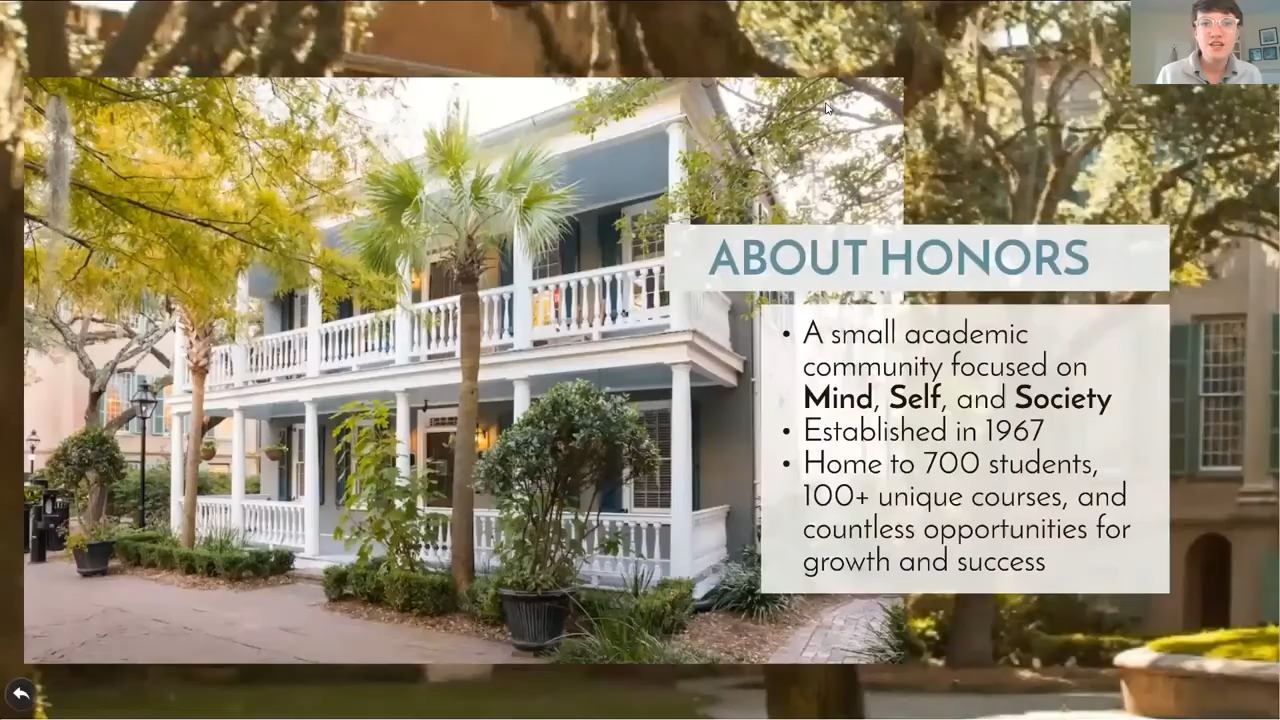 ABOUT HONORS
• A small academic
community focused on
Mind, Self, and Society
• Established in 1967
• Home to 700 students,
100+ unique courses, and
countless opportunities for
growth and success